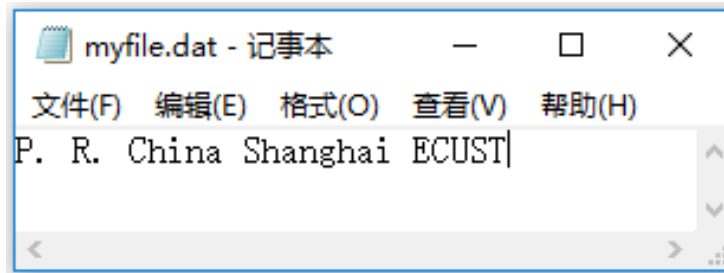 myfile.dat - 记事本
文件(F) 编辑(E) 格式(O) 查看(V) 帮助(H)
P. R. China Shanghai ECUST